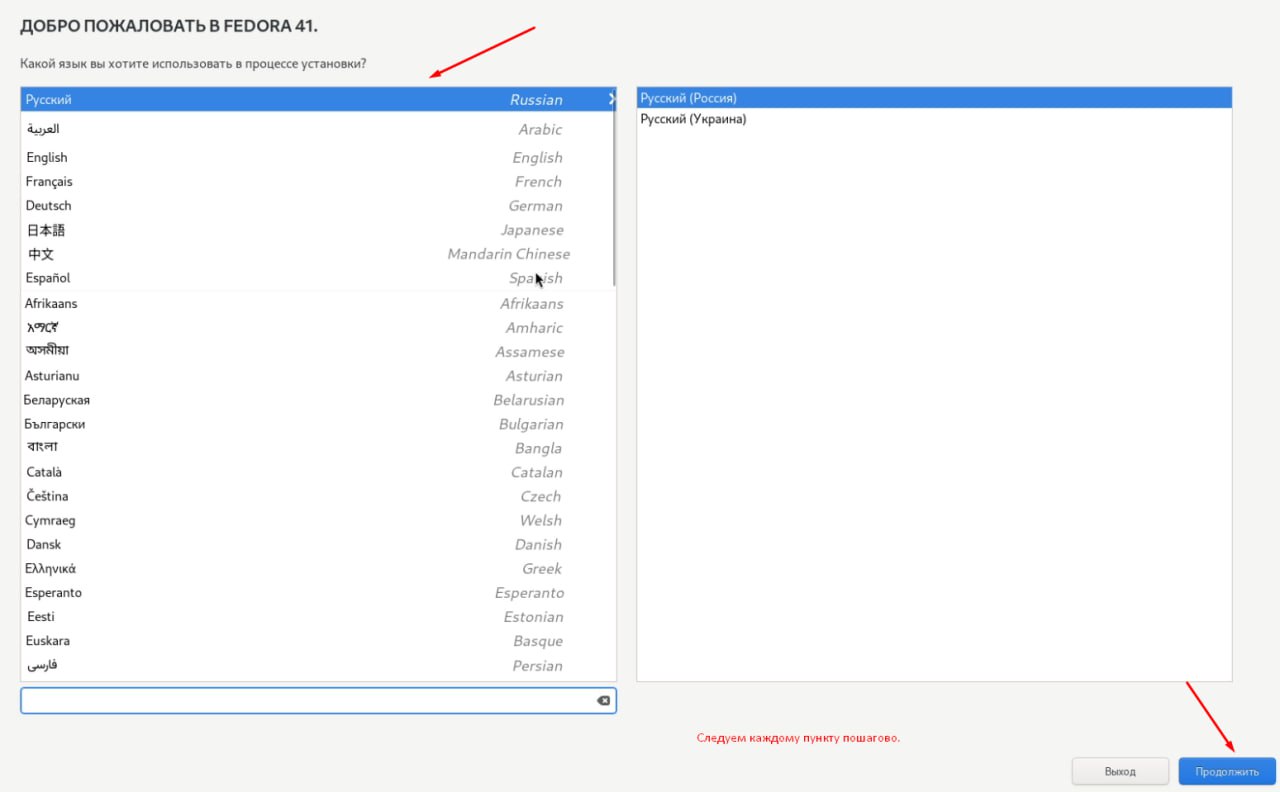 ДОБРО ПОЖАЛОВАТЬ В FEDORA 41.
Какой язык вы хотите использовать в процессе установки?
Русский Russian
العربية Arabic
English English
Français French
Deutsch German
日本語 Japanese
中文 Mandarin Chinese
Español Spanish
Afrikaans Afrikaans
አማርኛ Amharic
অসমীয়া Assamese
Asturianu Asturian
Беларуская Belarusian
Български Bulgarian
বাংলা Bangla
Català Catalan
Čeština Czech
Cymraeg Welsh
Dansk Danish
Ελληνικά Greek
Esperanto Esperanto
Eesti Estonian
Euskara Basque
فارسی Persian
Русский (Россия)
Русский (Украина)
Следуем каждому пункту пошагово.
Выход
Продолжить